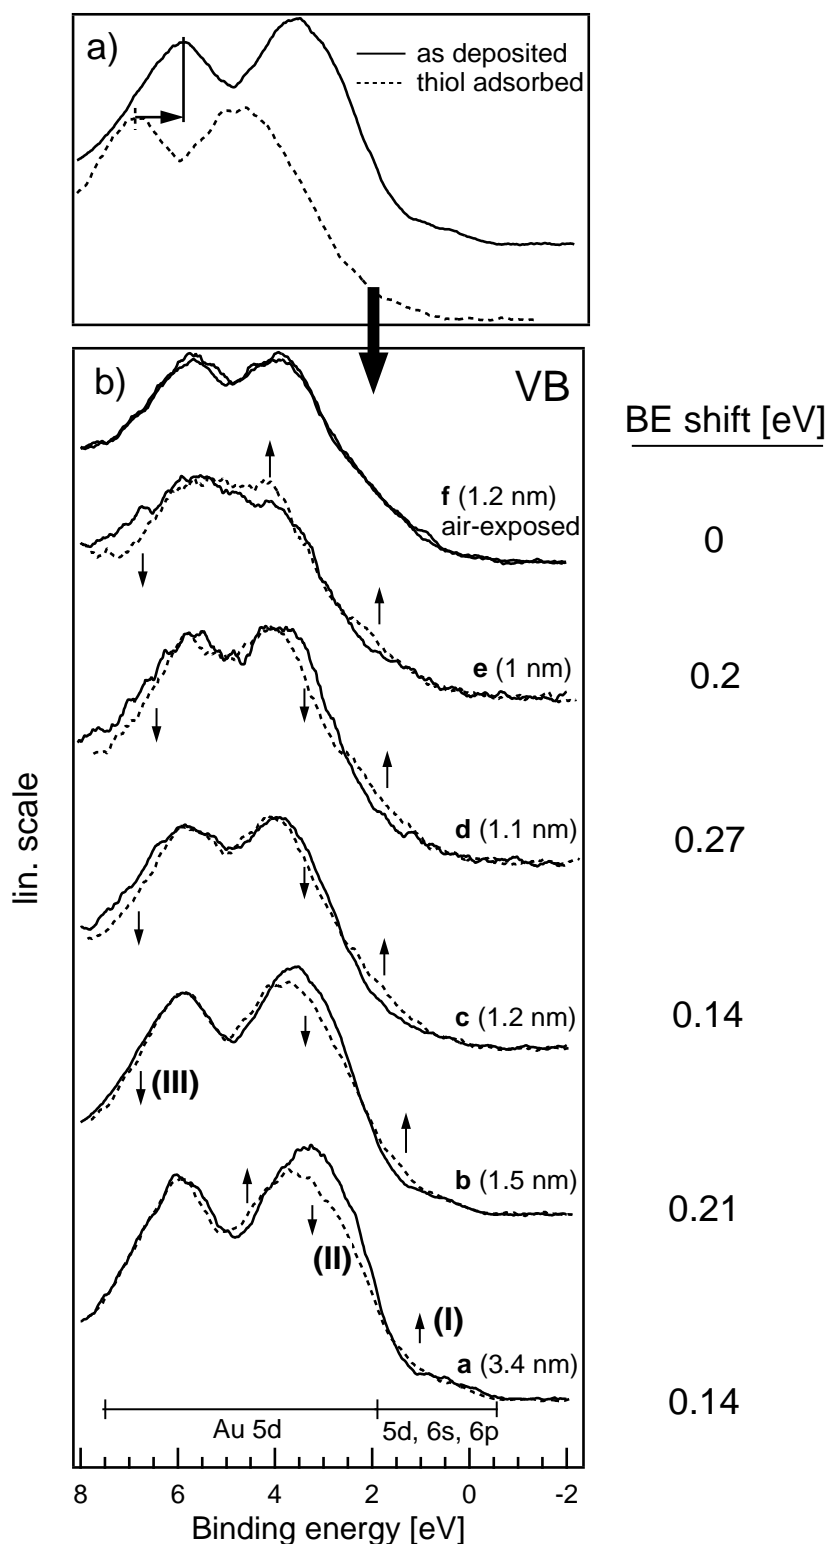 a)
as deposited
thiol adsorbed
b)
VB
BE shift [eV]
f (1.2 nm)
air-exposed
0
e (1 nm)
0.2
d (1.1 nm)
0.27
c (1.2 nm)
0.14
(III)
b (1.5 nm)
0.21
(II)
(I)
a (3.4 nm)
0.14
Au 5d
5d, 6s, 6p
lin. scale
8 6 4 2 0 -2
Binding energy [eV]